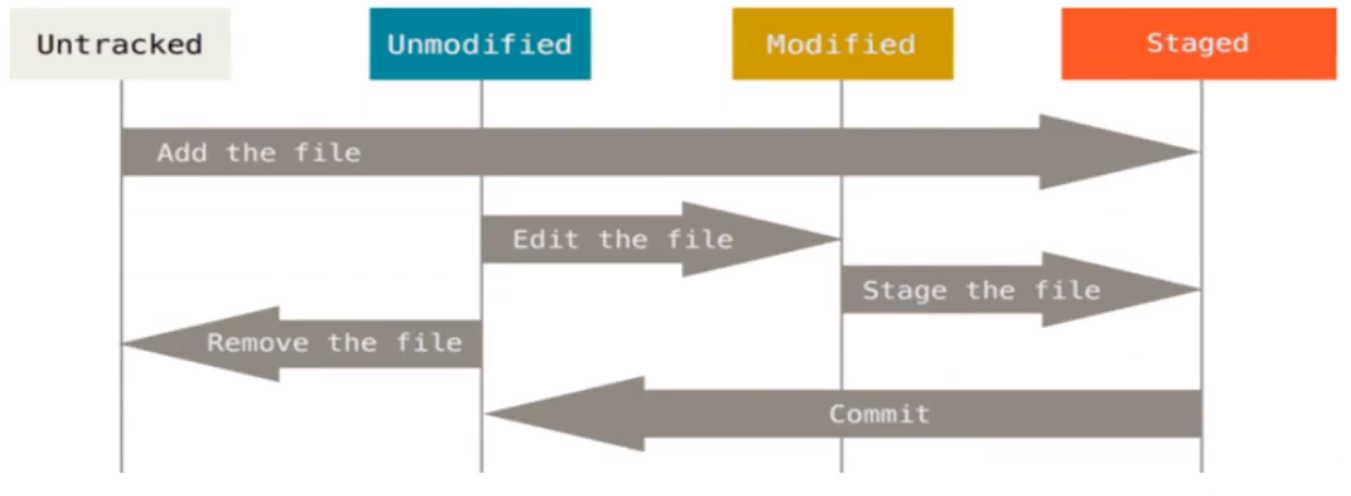 Untracked
Unmodified
Modified
Staged
Add the file
Edit the file
Stage the file
Remove the file
Commit